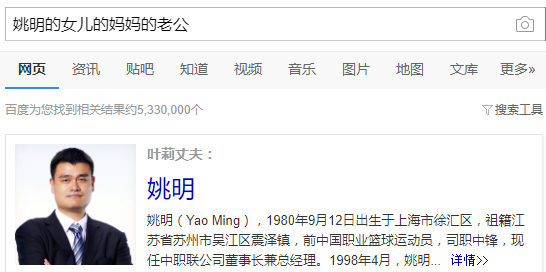 姚明的女儿的妈妈的老公
网页 资讯 贴吧 知道 视频 音乐 图片 地图 文库 更多»
百度为您找到相关结果约5,330,000个 搜索工具
叶莉丈夫：
姚明
姚明（Yao Ming），1980年9月12日出生于上海市徐汇区，祖籍江
苏省苏州市吴江区震泽镇，前中国职业篮球运动员，司职中锋，现
任中职联公司董事长兼总经理。1998年4月，姚明... 详情>>